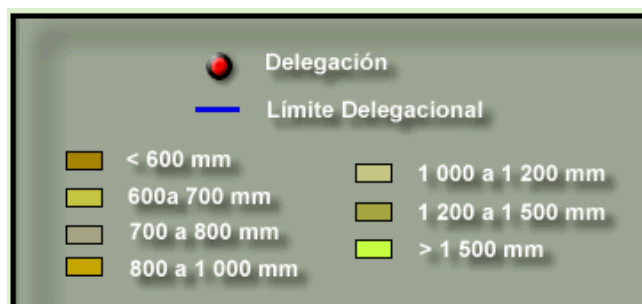 Delegación
Límite Delegacional
< 600 mm
600a 700 mm
700 a 800 mm
800 a 1 000 mm
1 000 a 1 200 mm
1 200 a 1 500 mm
> 1 500 mm